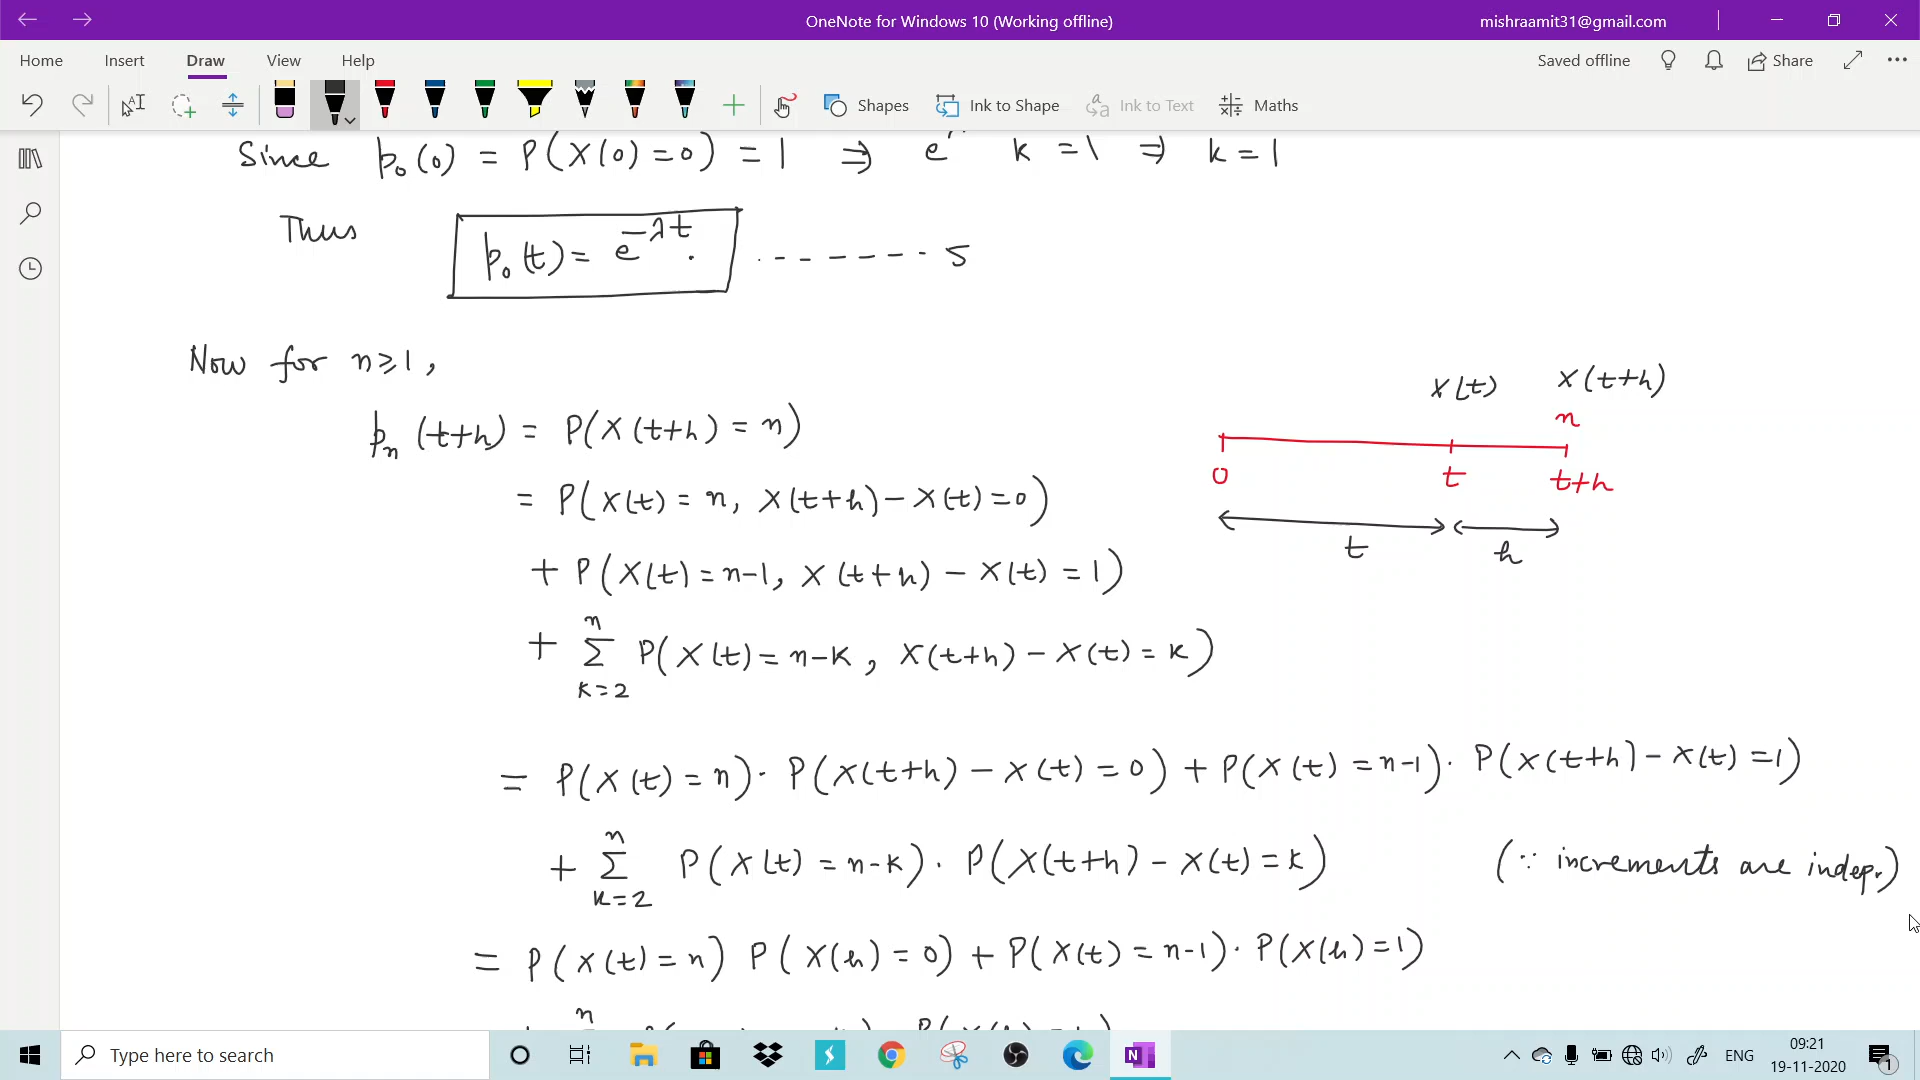 OneNote for Windows 10 (Working offline)
mishraamit31@gmail.com
Home Insert Draw View Help
Saved offline Share
Shapes Ink to Shape Ink to Text Maths
Since p₀(0) = P(X(0)=0) = 1 ⇒ e k = 1 ⇒ k = 1
Thus p₀(t) = e^{-λt}. -------- 5
Now for n≥1,
X(t) X(t+h)
n
pₙ(t+h) = P(X(t+h) = n)
0 t t+h
= P(X(t) = n, X(t+h) − X(t) = 0)
t h
+ P(X(t) = n-1, X(t+h) − X(t) = 1)
+ ∑_{k=2}^{n} P(X(t) = n-k, X(t+h) − X(t) = k)
= P(X(t) = n)· P(X(t+h) − X(t) = 0) + P(X(t) = n-1)· P(X(t+h) − X(t) = 1)
+ ∑_{k=2}^{n} P(X(t) = n-k)· P(X(t+h) − X(t) = k) (∵ increments are indep.)
= P(X(t) = n) P(X(h) = 0) + P(X(t) = n-1)· P(X(h) = 1)
n
Type here to search
ENG
09:21
19-11-2020
1